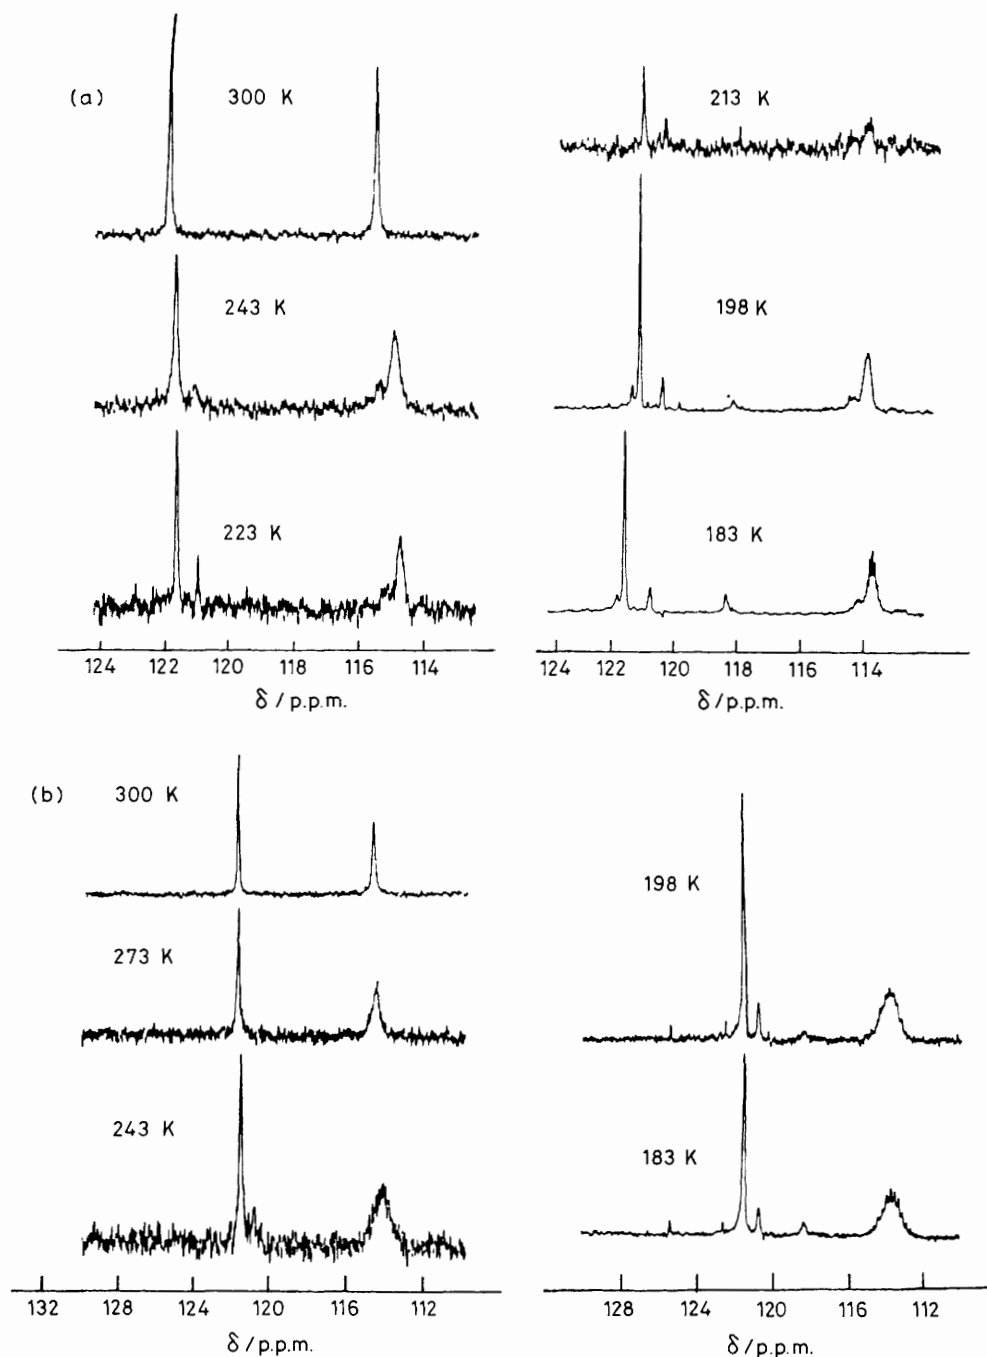 (a)
300 K
243 K
223 K
124 122 120 118 116 114
δ / p.p.m.
213 K
198 K
183 K
124 122 120 118 116 114
δ / p.p.m.
(b)
300 K
273 K
243 K
132 128 124 120 116 112
δ / p.p.m.
198 K
183 K
128 124 120 116 112
δ / p.p.m.